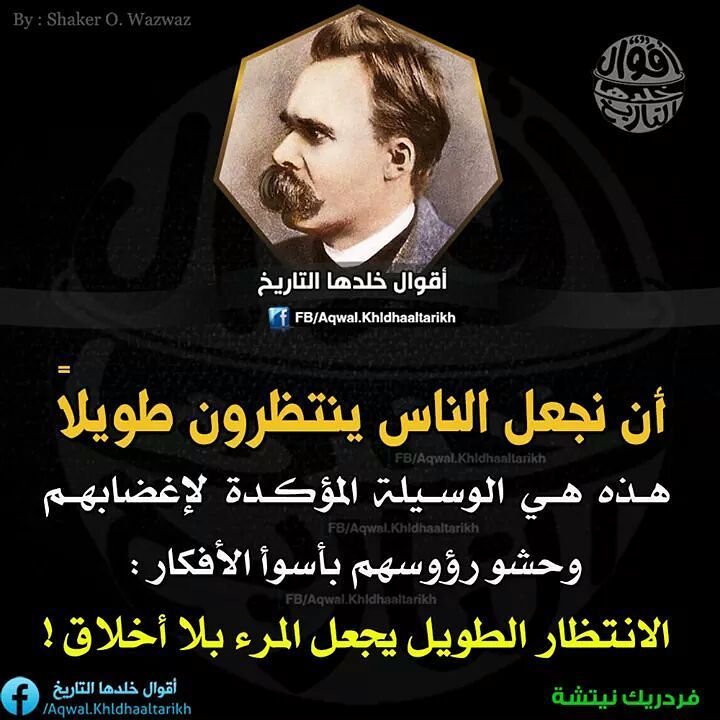 By : Shaker O. Wazwaz
أقوال
خلدها
التاريخ
أقوال خلدها التاريخ
FB/Aqwal.Khldhaaltarikh
أن نجعل الناس ينتظرون طويلاً
FB/Aqwal.Khldhaaltarikh
هذه هي الوسيلة المؤكدة لإغضابهم
FB/Aqwal.Khldhaaltarikh
وحشو رؤوسهم بأسوأ الأفكار :
FB/Aqwal.Khldhaaltarikh
الانتظار الطويل يجعل المرء بلا أخلاق !
أقوال خلدها التاريخ
/Aqwal.Khldhaaltarikh
فردريك نيتشة